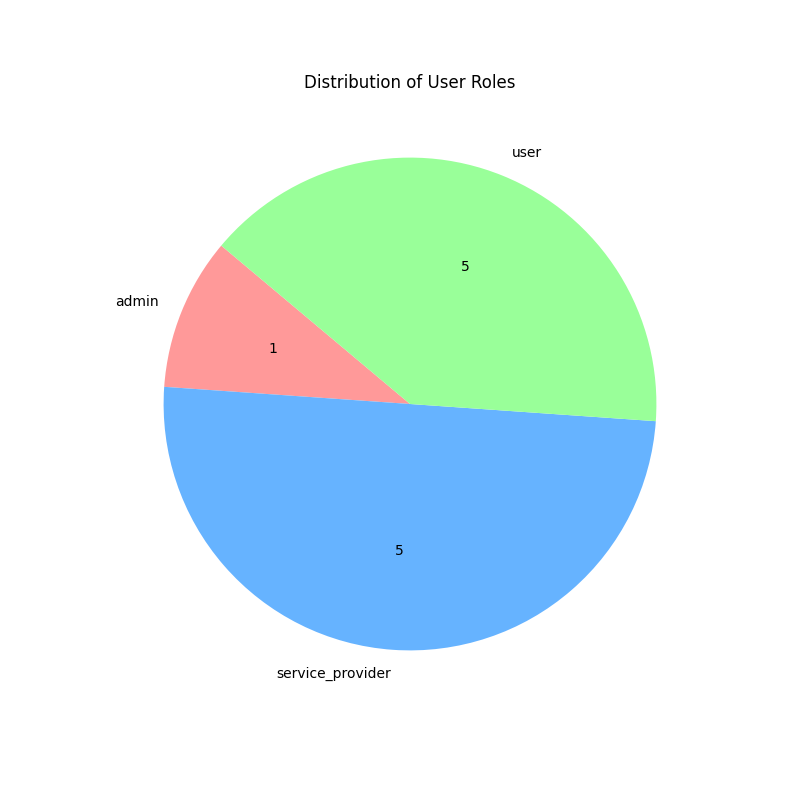 Distribution of User Roles
user
5
admin
1
5
service_provider